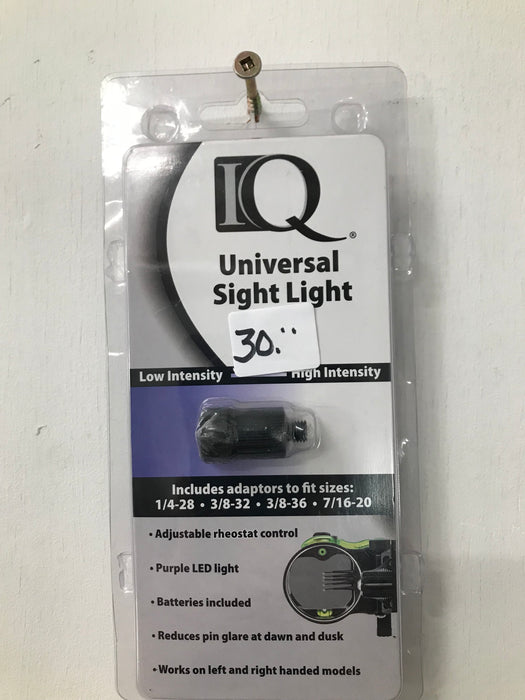 IQ®
Universal
Sight Light
30.··
Low Intensity High Intensity
Includes adaptors to fit sizes:
1/4-28 • 3/8-32 • 3/8-36 • 7/16-20
• Adjustable rheostat control
• Purple LED light
• Batteries included
• Reduces pin glare at dawn and dusk
• Works on left and right handed models